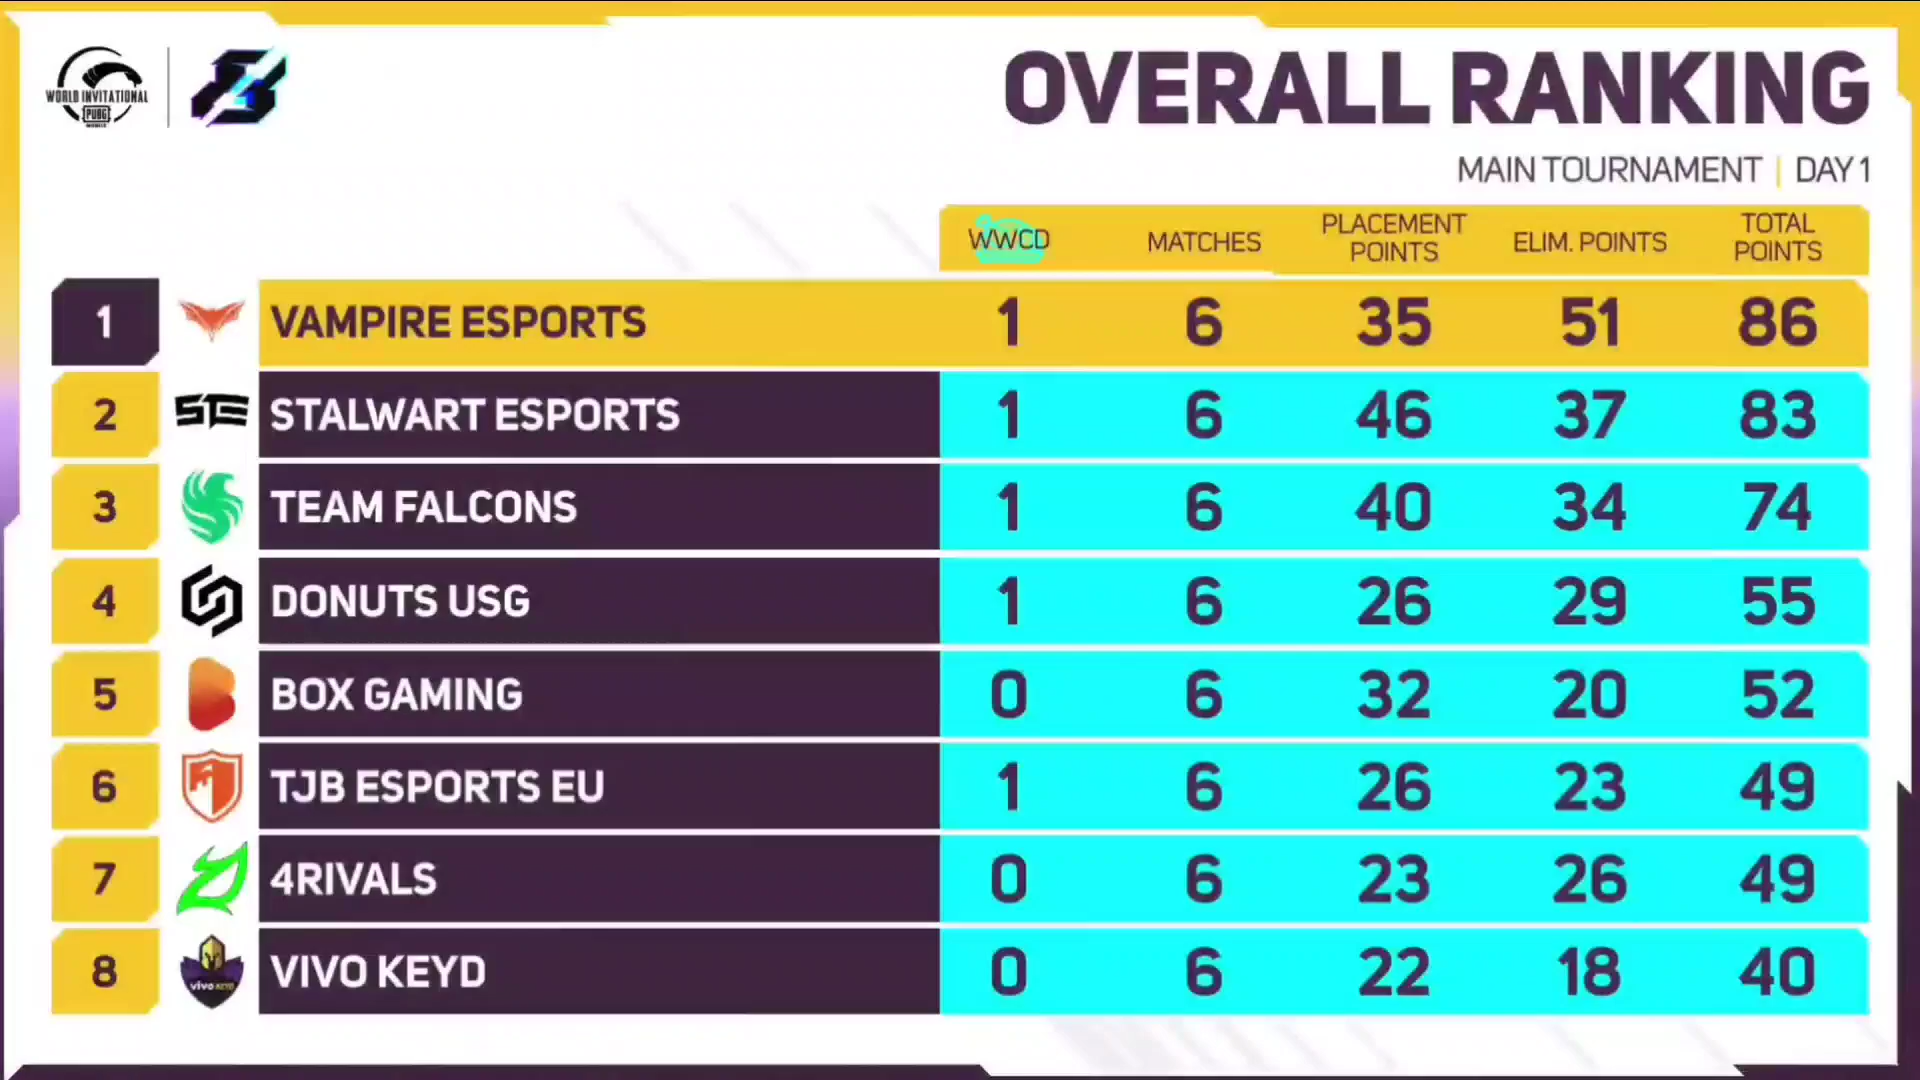 WORLD INVITATIONAL
PUBG
MOBILE
OVERALL RANKING
MAIN TOURNAMENT | DAY 1
WWCD MATCHES PLACEMENT POINTS ELIM. POINTS TOTAL POINTS
1 VAMPIRE ESPORTS 1 6 35 51 86
2 STE STALWART ESPORTS 1 6 46 37 83
3 TEAM FALCONS 1 6 40 34 74
4 DONUTS USG 1 6 26 29 55
5 BOX GAMING 0 6 32 20 52
6 TJB ESPORTS EU 1 6 26 23 49
7 4RIVALS 0 6 23 26 49
8 vivo KEYD VIVO KEYD 0 6 22 18 40